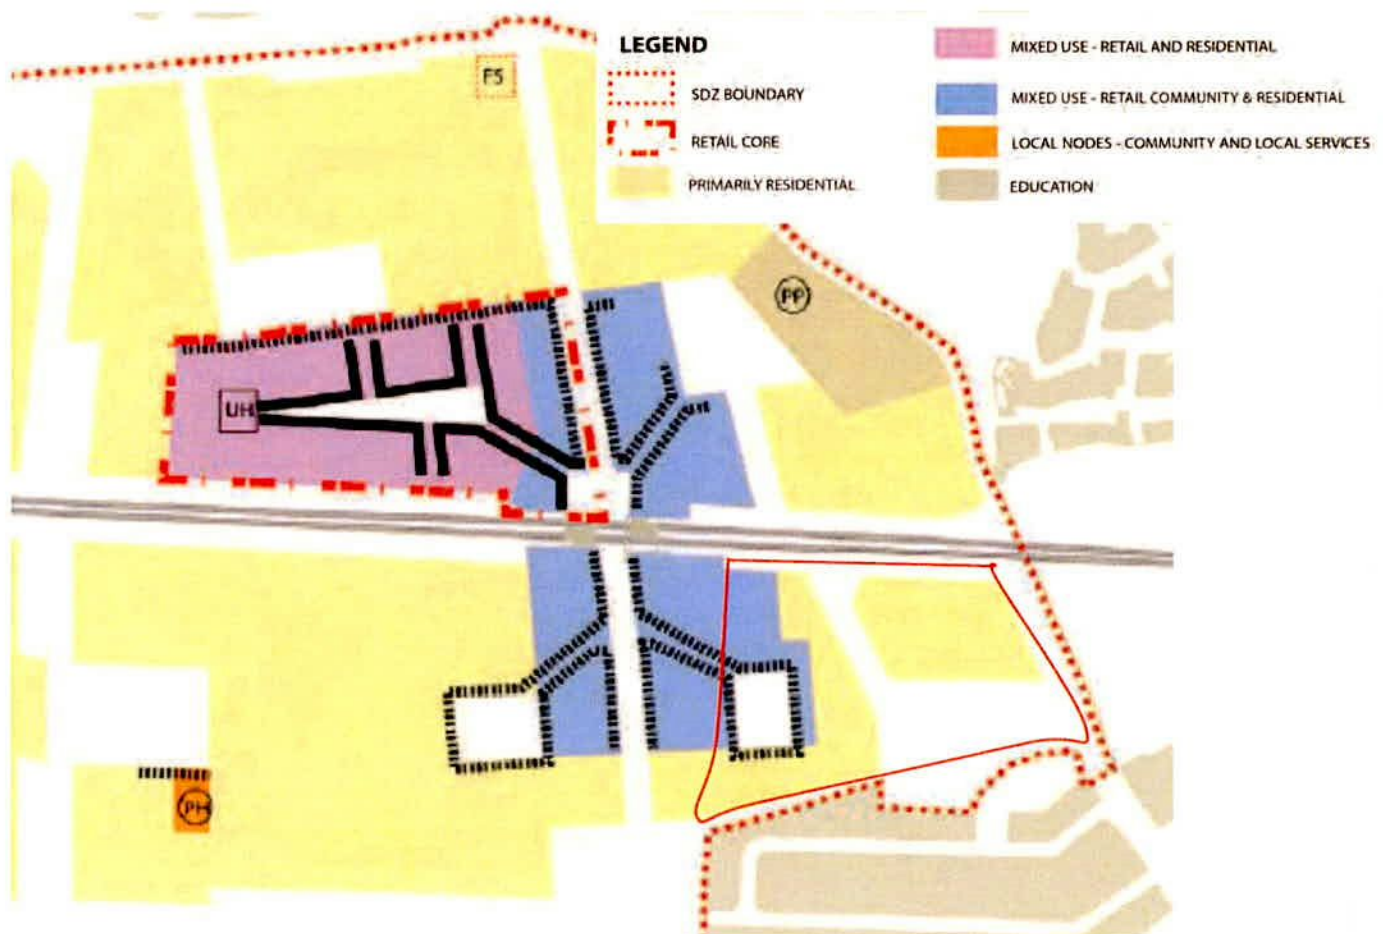 LEGEND
SDZ BOUNDARY
RETAIL CORE
PRIMARILY RESIDENTIAL
MIXED USE - RETAIL AND RESIDENTIAL
MIXED USE - RETAIL COMMUNITY & RESIDENTIAL
LOCAL NODES - COMMUNITY AND LOCAL SERVICES
EDUCATION
FS
PP
UH
PH